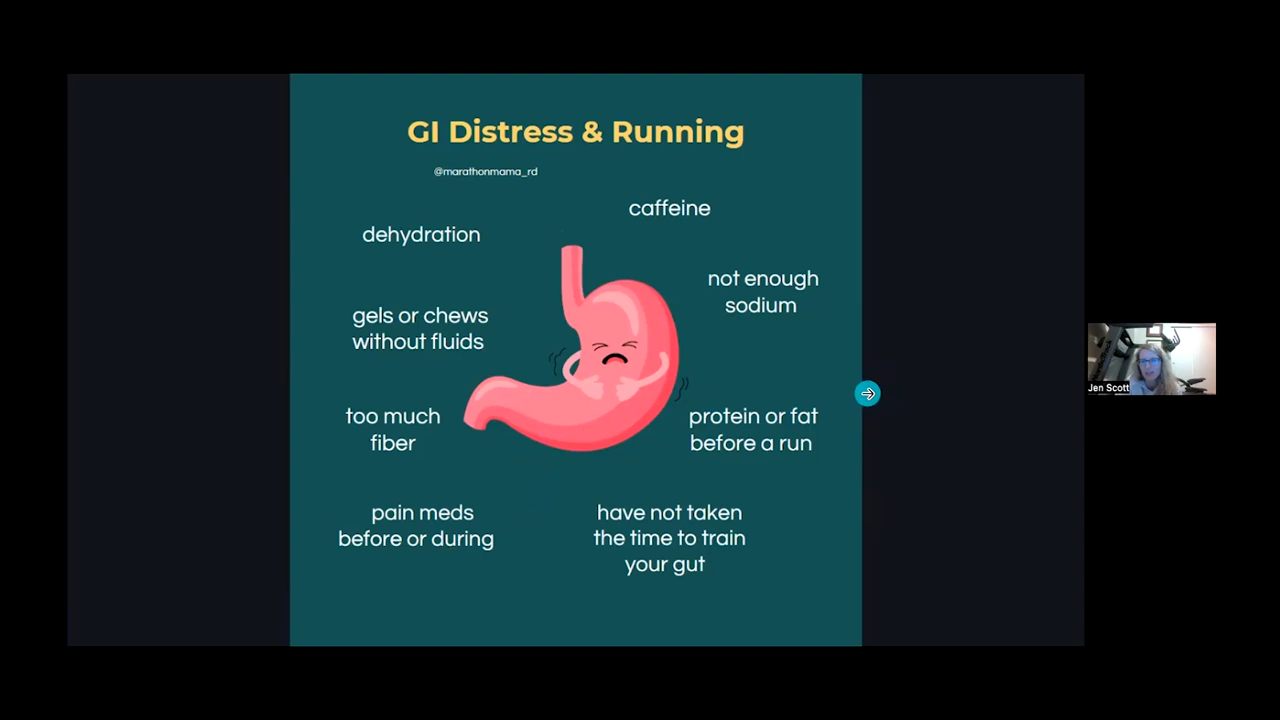 GI Distress & Running
@marathonmama_rd
caffeine
dehydration
not enough
sodium
gels or chews
without fluids
too much
fiber
protein or fat
before a run
pain meds
before or during
have not taken
the time to train
your gut
Jen Scott